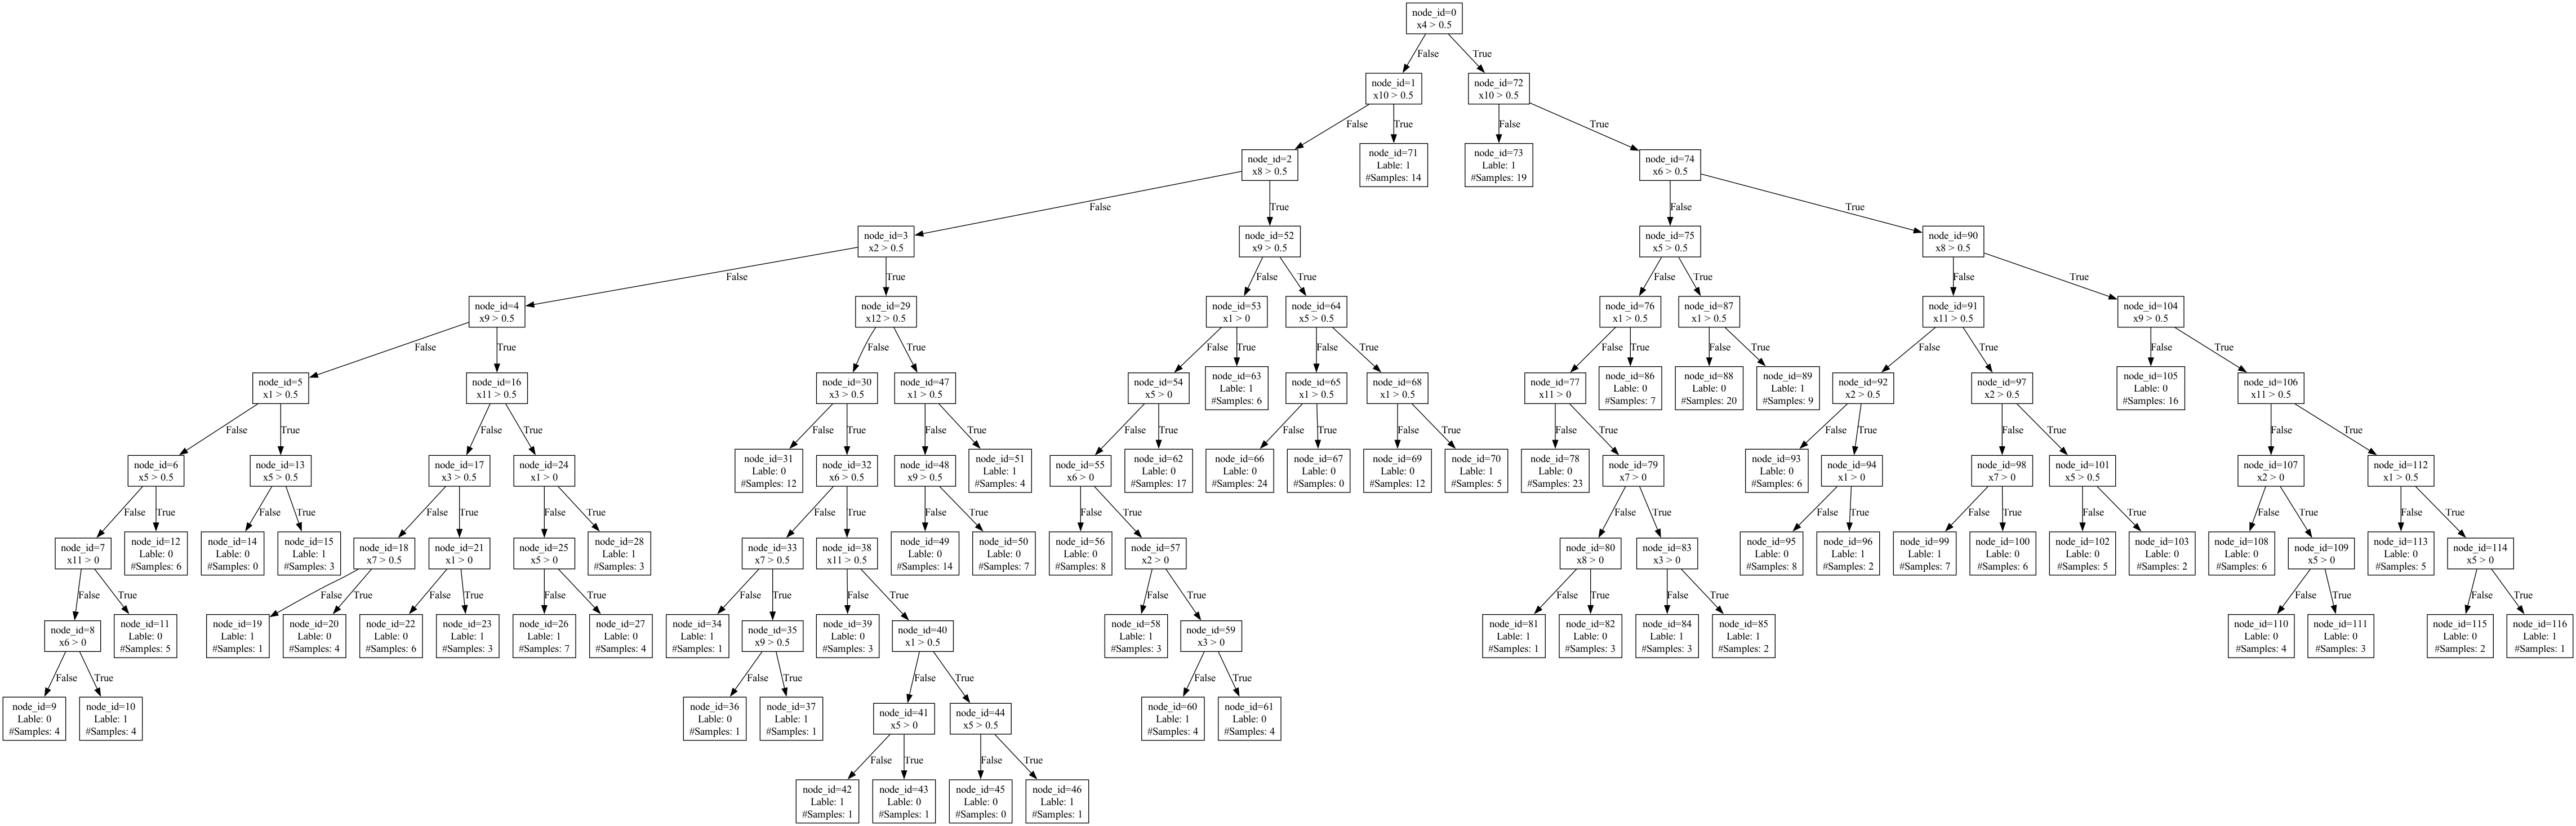 node_id=0
x4 > 0.5
False
True
node_id=1
x10 > 0.5
node_id=72
x10 > 0.5
False
True
False
True
node_id=2
x8 > 0.5
node_id=71
Lable: 1
#Samples: 14
node_id=73
Lable: 1
#Samples: 19
node_id=74
x6 > 0.5
False
True
False
True
node_id=3
x2 > 0.5
node_id=52
x9 > 0.5
node_id=75
x5 > 0.5
node_id=90
x8 > 0.5
False
True
False
True
False
True
False
True
node_id=4
x9 > 0.5
node_id=29
x12 > 0.5
node_id=53
x1 > 0
node_id=64
x5 > 0.5
node_id=76
x1 > 0.5
node_id=87
x1 > 0.5
node_id=91
x11 > 0.5
node_id=104
x9 > 0.5
False
True
False
True
False
True
False
True
False
True
False
True
False
True
False
True
node_id=5
x1 > 0.5
node_id=16
x11 > 0.5
node_id=30
x3 > 0.5
node_id=47
x1 > 0.5
node_id=54
x5 > 0
node_id=63
Lable: 1
#Samples: 6
node_id=65
x1 > 0.5
node_id=68
x1 > 0.5
node_id=77
x11 > 0
node_id=86
Lable: 0
#Samples: 7
node_id=88
Lable: 0
#Samples: 20
node_id=89
Lable: 1
#Samples: 9
node_id=92
x2 > 0.5
node_id=97
x2 > 0.5
node_id=105
Lable: 0
#Samples: 16
node_id=106
x11 > 0.5
False
True
False
True
False
True
False
True
False
True
False
True
False
True
False
True
False
True
False
True
False
True
node_id=6
x5 > 0.5
node_id=13
x5 > 0.5
node_id=17
x3 > 0.5
node_id=24
x1 > 0
node_id=31
Lable: 0
#Samples: 12
node_id=32
x6 > 0.5
node_id=48
x9 > 0.5
node_id=51
Lable: 1
#Samples: 4
node_id=55
x6 > 0
node_id=62
Lable: 0
#Samples: 17
node_id=66
Lable: 0
#Samples: 24
node_id=67
Lable: 0
#Samples: 0
node_id=69
Lable: 0
#Samples: 12
node_id=70
Lable: 1
#Samples: 5
node_id=78
Lable: 0
#Samples: 23
node_id=79
x7 > 0
node_id=93
Lable: 0
#Samples: 6
node_id=94
x1 > 0
node_id=98
x7 > 0
node_id=101
x5 > 0.5
node_id=107
x2 > 0
node_id=112
x1 > 0.5
False
True
False
True
False
True
False
True
False
True
False
True
False
True
False
True
False
True
False
True
False
True
False
True
False
True
node_id=7
x11 > 0
node_id=12
Lable: 0
#Samples: 6
node_id=14
Lable: 0
#Samples: 0
node_id=15
Lable: 1
#Samples: 3
node_id=18
x7 > 0.5
node_id=21
x1 > 0
node_id=25
x5 > 0
node_id=28
Lable: 1
#Samples: 3
node_id=33
x7 > 0.5
node_id=38
x11 > 0.5
node_id=49
Lable: 0
#Samples: 14
node_id=50
Lable: 0
#Samples: 7
node_id=56
Lable: 0
#Samples: 8
node_id=57
x2 > 0
node_id=80
x8 > 0
node_id=83
x3 > 0
node_id=95
Lable: 0
#Samples: 8
node_id=96
Lable: 1
#Samples: 2
node_id=99
Lable: 1
#Samples: 7
node_id=100
Lable: 0
#Samples: 6
node_id=102
Lable: 0
#Samples: 5
node_id=103
Lable: 0
#Samples: 2
node_id=108
Lable: 0
#Samples: 6
node_id=109
x5 > 0
node_id=113
Lable: 0
#Samples: 5
node_id=114
x5 > 0
False
True
False
True
False
True
False
True
False
True
False
True
False
True
False
True
False
True
False
True
False
True
node_id=8
x6 > 0
node_id=11
Lable: 0
#Samples: 5
node_id=19
Lable: 1
#Samples: 1
node_id=20
Lable: 0
#Samples: 4
node_id=22
Lable: 0
#Samples: 6
node_id=23
Lable: 1
#Samples: 3
node_id=26
Lable: 1
#Samples: 7
node_id=27
Lable: 0
#Samples: 4
node_id=34
Lable: 1
#Samples: 1
node_id=35
x9 > 0.5
node_id=39
Lable: 0
#Samples: 3
node_id=40
x1 > 0.5
node_id=58
Lable: 1
#Samples: 3
node_id=59
x3 > 0
node_id=81
Lable: 1
#Samples: 1
node_id=82
Lable: 0
#Samples: 3
node_id=84
Lable: 1
#Samples: 3
node_id=85
Lable: 1
#Samples: 2
node_id=110
Lable: 0
#Samples: 4
node_id=111
Lable: 0
#Samples: 3
node_id=115
Lable: 0
#Samples: 2
node_id=116
Lable: 1
#Samples: 1
False
True
False
True
False
True
False
True
node_id=9
Lable: 0
#Samples: 4
node_id=10
Lable: 1
#Samples: 4
node_id=36
Lable: 0
#Samples: 1
node_id=37
Lable: 1
#Samples: 1
node_id=41
x5 > 0
node_id=44
x5 > 0.5
node_id=60
Lable: 1
#Samples: 4
node_id=61
Lable: 0
#Samples: 4
False
True
False
True
node_id=42
Lable: 1
#Samples: 1
node_id=43
Lable: 0
#Samples: 1
node_id=45
Lable: 0
#Samples: 0
node_id=46
Lable: 1
#Samples: 1